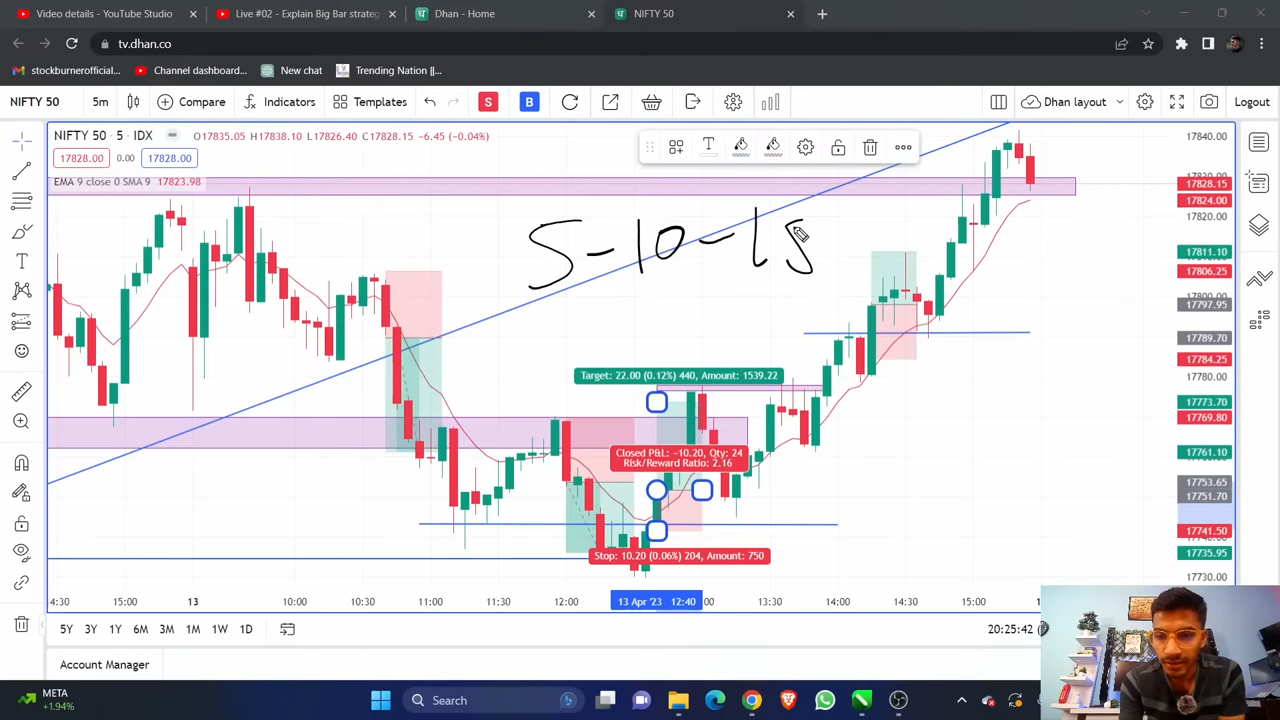 Video details - YouTube Studio
Live #02 - Explain Big Bar strateg
Dhan - Home
NIFTY 50
tv.dhan.co
stockburnerofficial...
Channel dashboard...
New chat
Trending Nation ||...
NIFTY 50
5m
Compare
Indicators
Templates
S
B
Dhan layout
Logout
NIFTY 50 · 5 · IDX
O17835.05 H17838.10 L17826.40 C17828.15 −6.45 (−0.04%)
17828.00
0.00
17828.00
EMA 9 close 0 SMA 9 17823.98
5-10-15
Target: 22.00 (0.12%) 440, Amount: 1539.22
Closed P&L: −10.20, Qty: 24
Risk/Reward Ratio: 2.16
Stop: 10.20 (0.06%) 204, Amount: 750
17840.00
17828.15
17824.00
17820.00
17811.10
17806.25
17800.00
17797.95
17789.70
17784.25
17780.00
17773.70
17769.80
17761.10
17753.65
17751.70
17741.50
17735.95
17730.00
4:30
15:00
13
10:00
10:30
11:00
11:30
12:00
13 Apr '23 12:40
:00
13:30
14:00
14:30
15:00
5Y
3Y
1Y
6M
3M
1M
1W
1D
20:25:42
Account Manager
META
+1.94%
Search